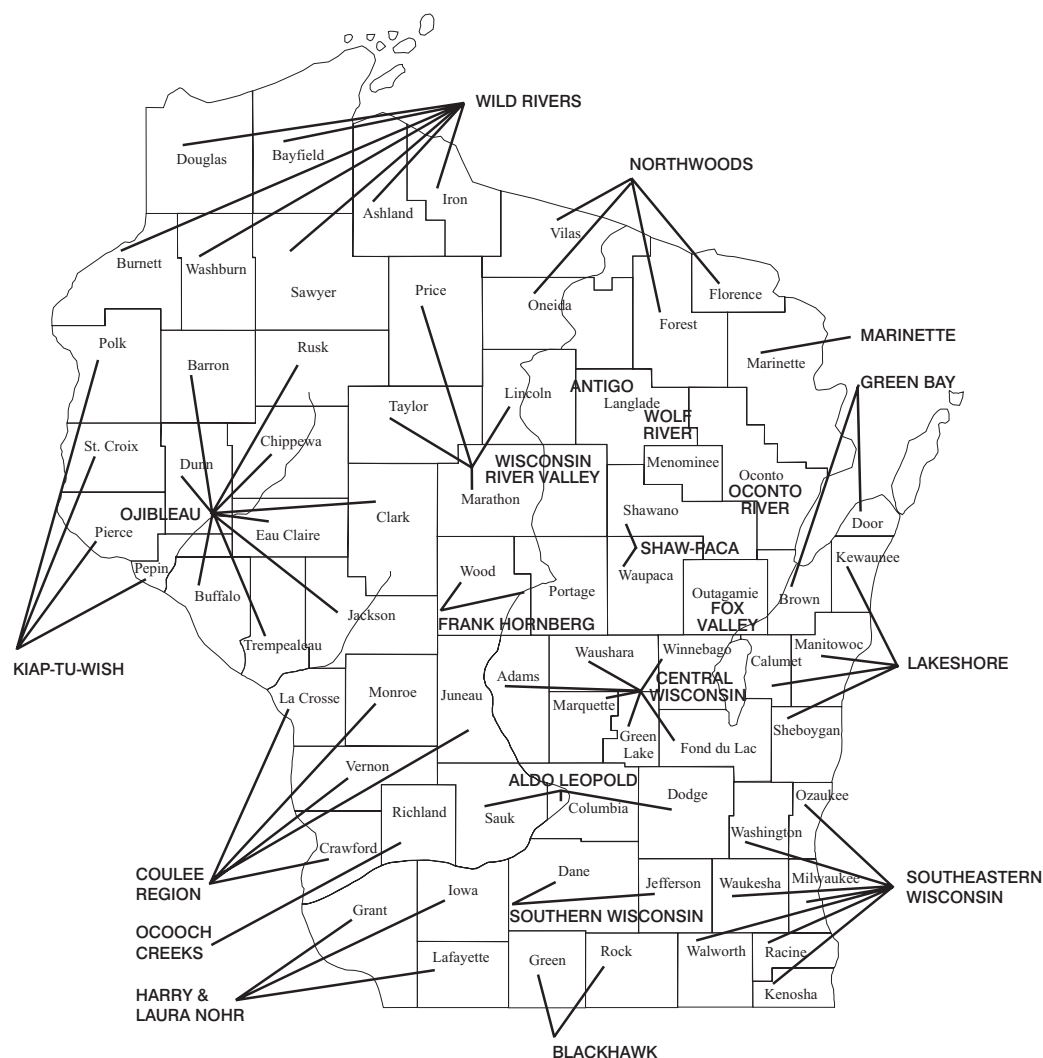 WILD RIVERS
Douglas
Bayfield
Ashland
Iron
NORTHWOODS
Vilas
Burnett
Washburn
Sawyer
Price
Oneida
Forest
Florence
MARINETTE
Marinette
Polk
Barron
Rusk
Lincoln
Taylor
ANTIGO
Langlade
WOLF
RIVER
GREEN BAY
St. Croix
Dunn
Chippewa
WISCONSIN
RIVER VALLEY
Marathon
Menominee
Oconto
OCONTO
RIVER
OJIBLEAU
Pierce
Eau Claire
Clark
Shawano
SHAW-PACA
Waupaca
Door
Kewaunee
Pepin
Buffalo
Jackson
Wood
Portage
Outagamie
FOX
VALLEY
Brown
FRANK HORNBERG
Trempealeau
KIAP-TU-WISH
Waushara
Winnebago
Calumet
Manitowoc
LAKESHORE
La Crosse
Monroe
Juneau
Adams
CENTRAL
WISCONSIN
Marquette
Green
Lake
Fond du Lac
Sheboygan
Vernon
ALDO LEOPOLD
Richland
Sauk
Columbia
Dodge
Ozaukee
Washington
Crawford
COULEE
REGION
Iowa
Dane
Jefferson
Waukesha
Milwaukee
SOUTHEASTERN
WISCONSIN
Grant
SOUTHERN WISCONSIN
OCOOCH
CREEKS
Lafayette
Green
Rock
Walworth
Racine
Kenosha
HARRY &
LAURA NOHR
BLACKHAWK